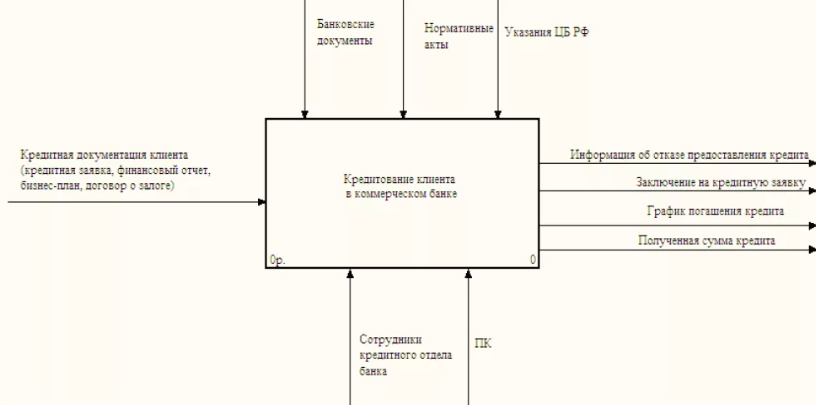 Банковские
документы
Нормативные
акты
Указания ЦБ РФ
Кредитная документация клиента
(кредитная заявка, финансовый отчет,
бизнес-план, договор о залоге)
Кредитование клиента
в коммерческом банке
0р.
0
Информация об отказе предоставления кредита
Заключение на кредитную заявку
График погашения кредита
Полученная сумма кредита
Сотрудники
кредитного отдела
банка
ПК